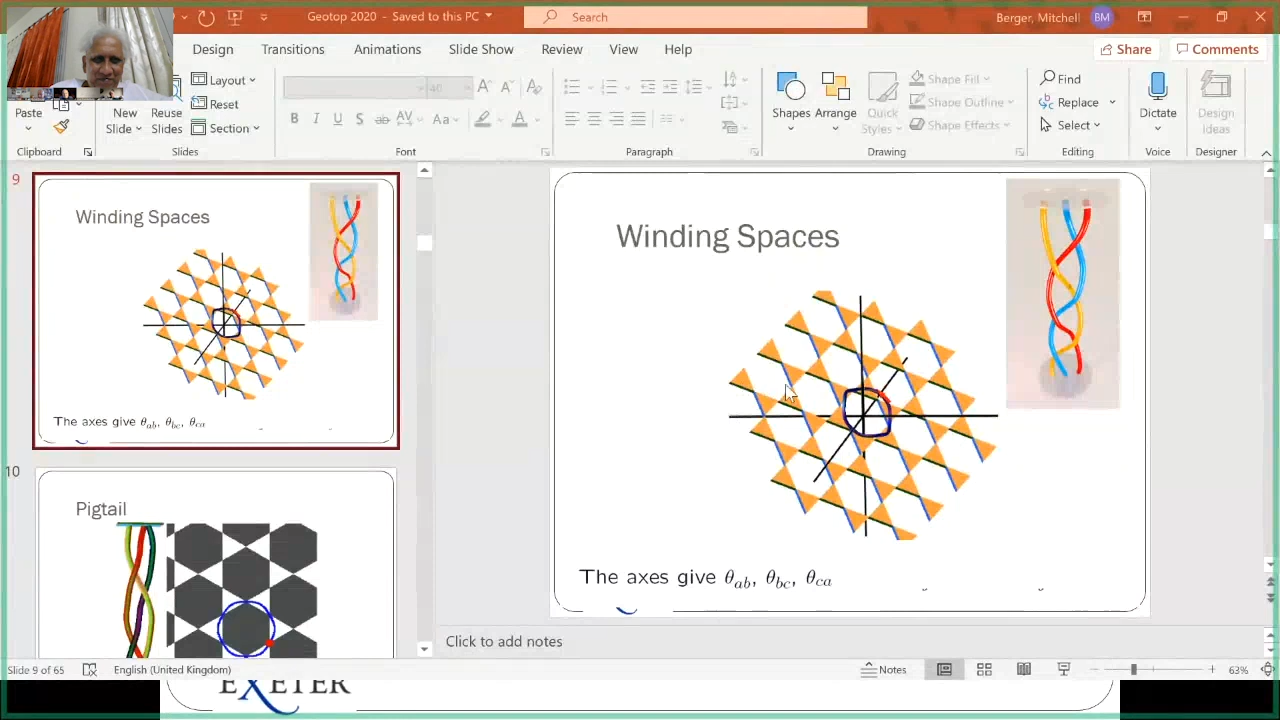 Geotop 2020 - Saved to this PC
Search
Berger, Mitchell
BM
Design Transitions Animations Slide Show Review View Help
Share Comments
Layout
Paste
New Slide
Reuse Slides
Reset
Section
40
Shapes
Arrange
Quick Styles
Shape Fill
Shape Outline
Shape Effects
Find
Replace
Select
Dictate
Design Ideas
Clipboard Slides Font Paragraph Drawing Editing Voice Designer
9
Winding Spaces
The axes give θab, θbc, θca
10
Pigtail
Winding Spaces
The axes give θab, θbc, θca
Click to add notes
Slide 9 of 65 English (United Kingdom) Notes 63%
EXETER